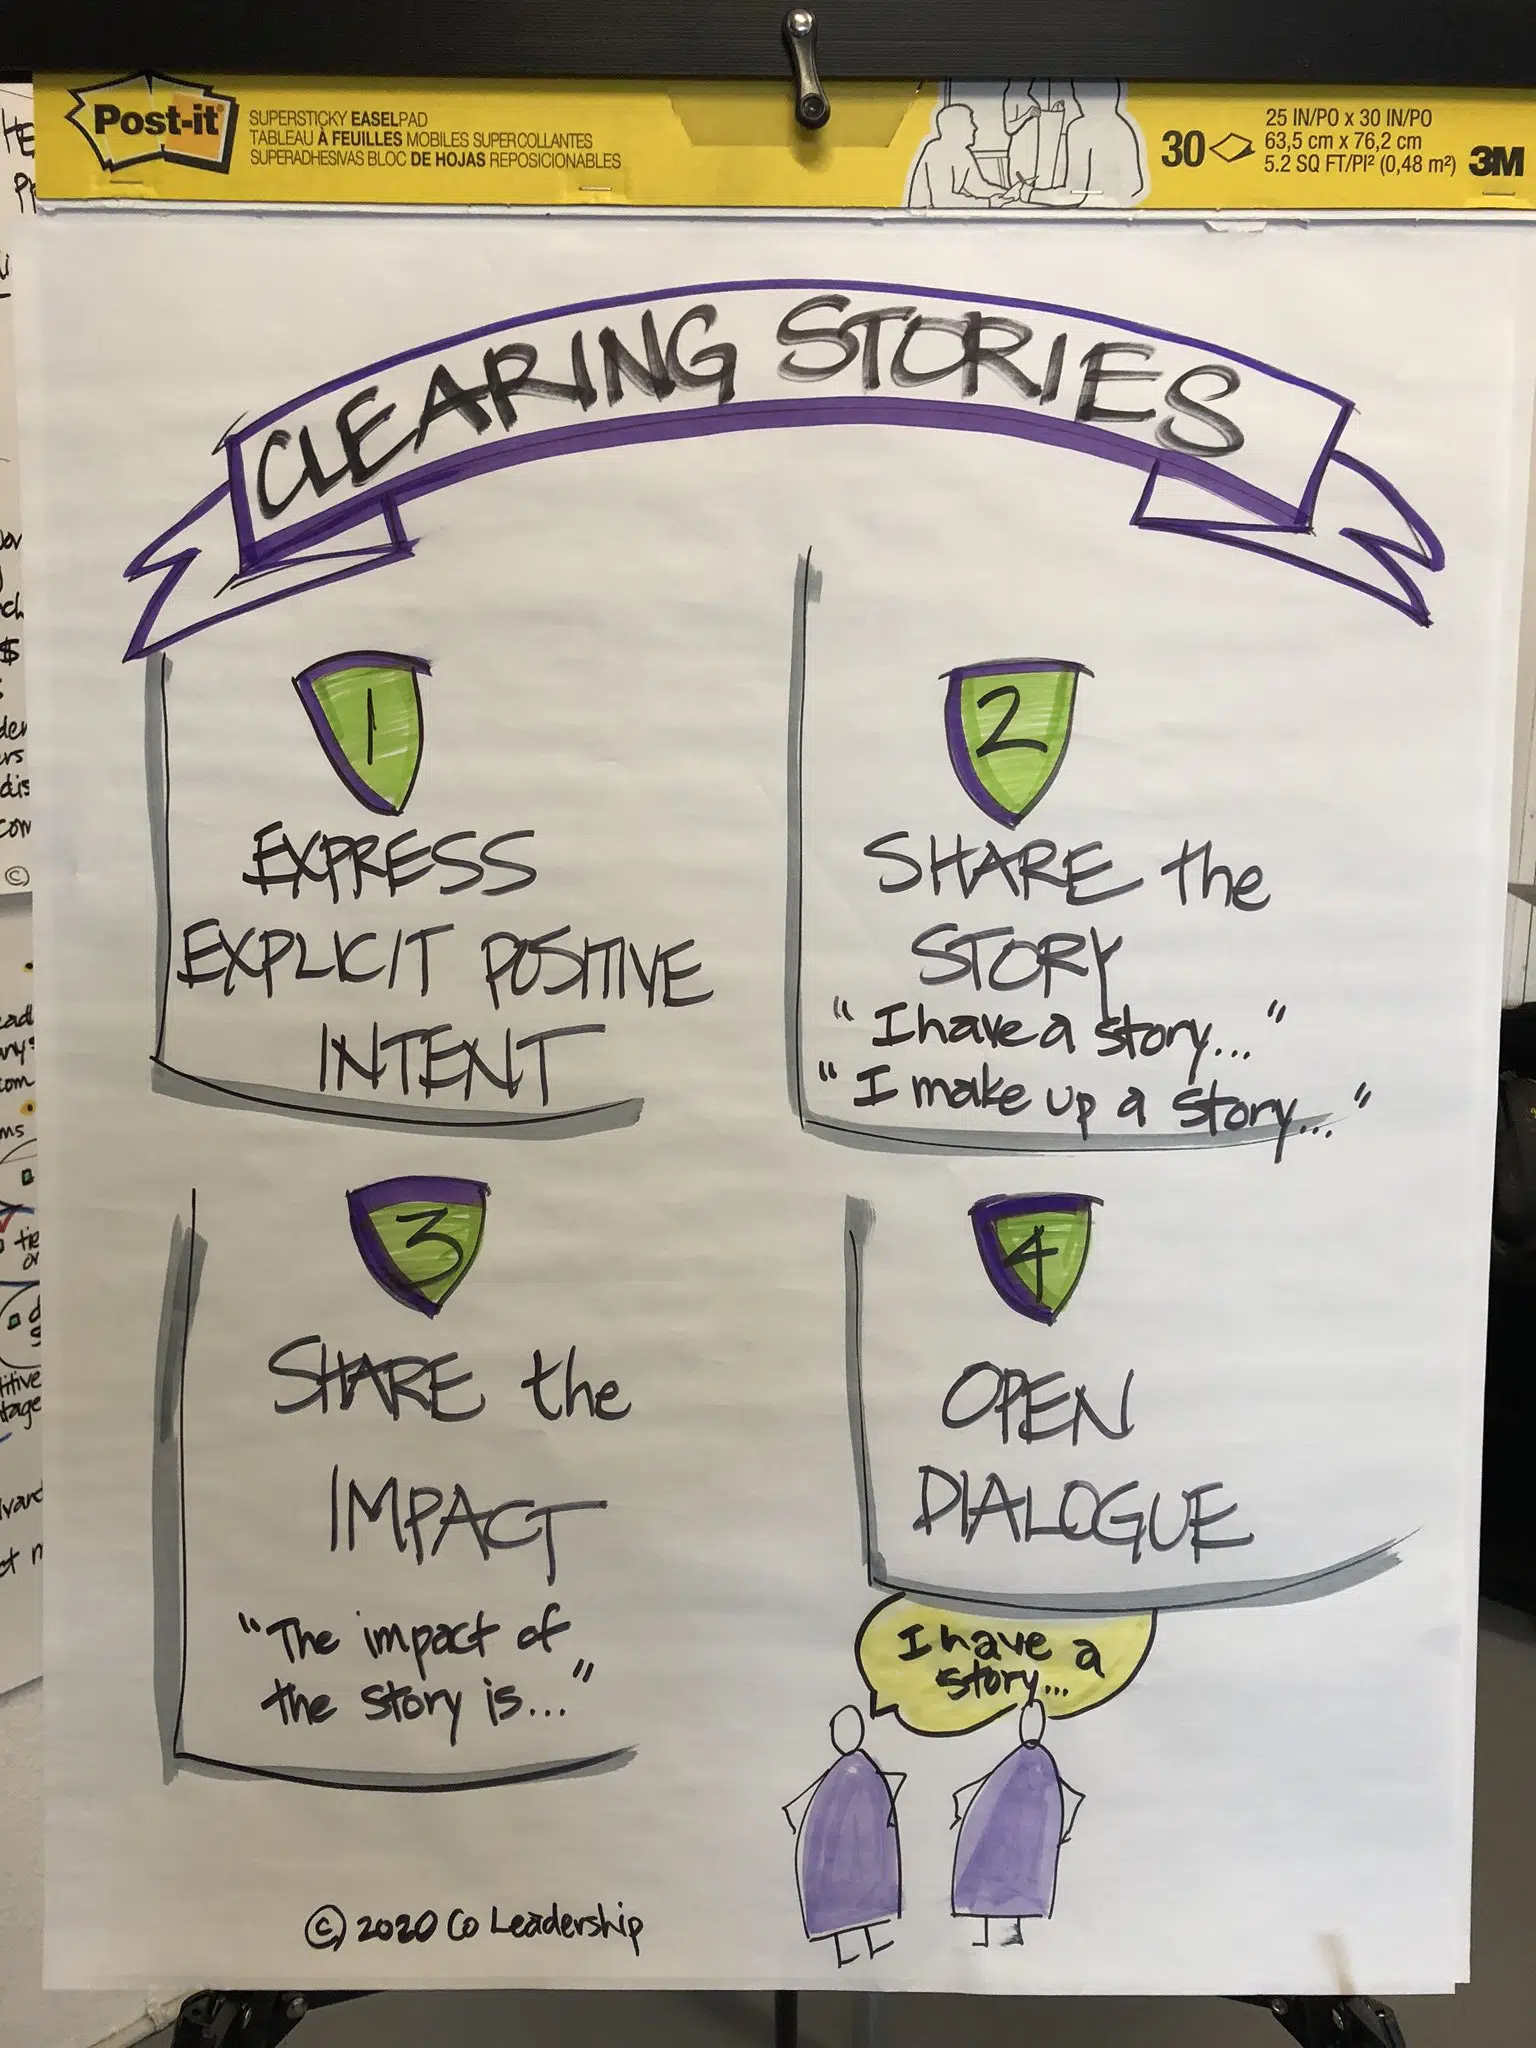 Post-it
SUPERSTICKY EASELPAD
TABLEAU À FEUILLES MOBILES SUPERCOLLANTES
SUPERADHESIVAS BLOC DE HOJAS REPOSICIONABLES
30
25 IN/PO x 30 IN/PO
63,5 cm x 76,2 cm
5.2 SQ FT/PI² (0,48 m²)
3M
CLEARING STORIES
1
EXPRESS
EXPLICIT POSITIVE
INTENT
2
SHARE the
STORY
"I have a story..."
"I make up a story..."
3
SHARE the
IMPACT
"The impact of
the story is..."
4
OPEN
DIALOGUE
I have a
story...
© 2020 Co Leadership